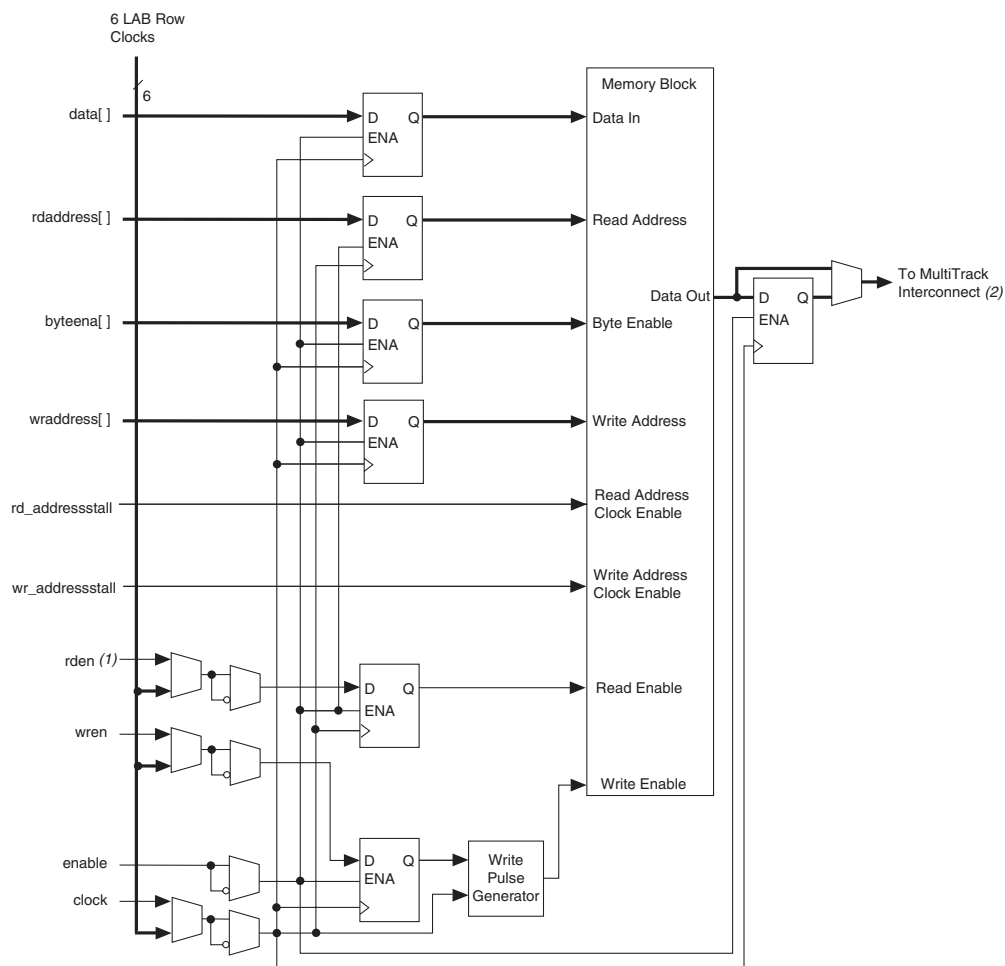 6 LAB Row
Clocks
6
Memory Block
data[ ]
D Q
ENA
Data In
rdaddress[ ]
D Q
ENA
Read Address
To MultiTrack
Interconnect (2)
Data Out
D Q
ENA
byteena[ ]
D Q
ENA
Byte Enable
wraddress[ ]
D Q
ENA
Write Address
rd_addressstall
Read Address
Clock Enable
wr_addressstall
Write Address
Clock Enable
rden (1)
D Q
ENA
Read Enable
wren
Write Enable
enable
D Q
ENA
Write
Pulse
Generator
clock